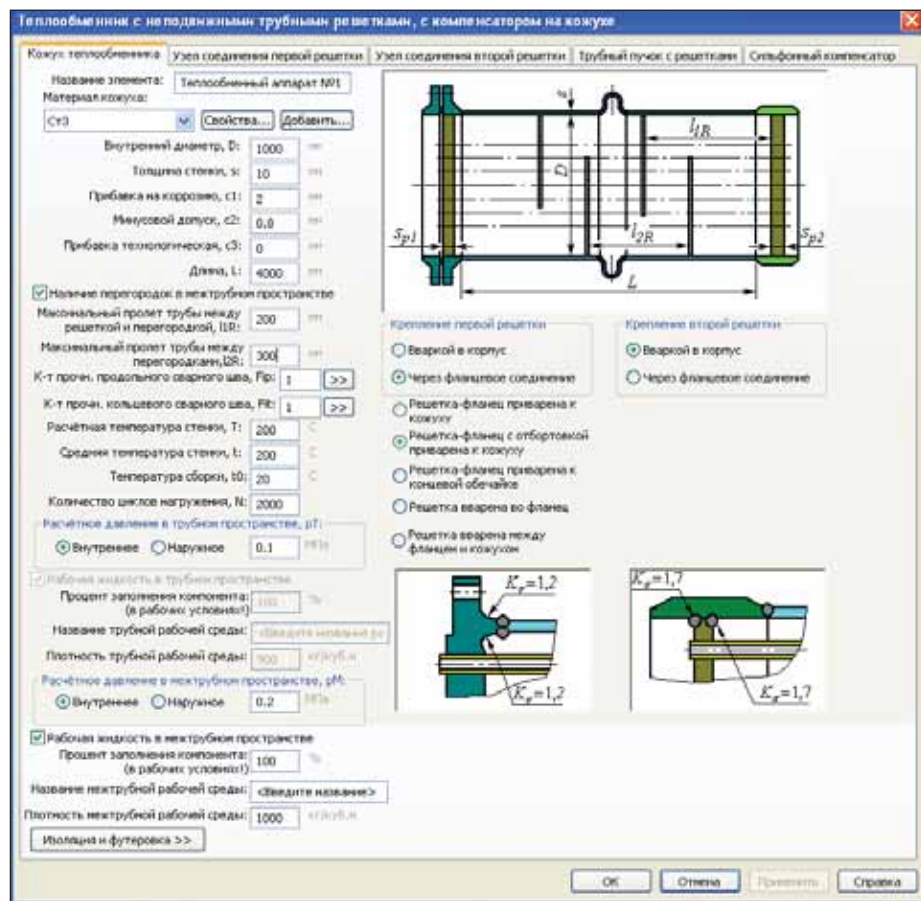 Теплообменник с неподвижными трубными решетками, с компенсатором на кожухе
Кожух теплообменника
Узел соединения первой решетки
Узел соединения второй решетки
Трубный пучок с решетками
Сильфонный компенсатор
Название элемента: Теплообменный аппарат №1
Материал кожуха:
Ст3 Свойства... Добавить...
Внутренний диаметр, D: 1000 мм
Толщина стенки, s: 10 мм
Прибавка на коррозию, c1: 2 мм
Минусовой допуск, c2: 0.0 мм
Прибавка технологическая, c3: 0 мм
Длина, L: 4000 мм
Наличие перегородок в межтрубном пространстве
Максимальный пролет трубы между
решеткой и перегородкой, l1R: 200 мм
Максимальный пролет трубы между
перегородками, l2R: 300 мм
К-т прочн. продольного сварного шва, Fip: 1 >>
К-т прочн. кольцевого сварного шва, Fit: 1 >>
Расчётная температура стенки, T: 200 C
Средняя температура стенки, t: 200 C
Температура сборки, t0: 20 C
Количество циклов нагружения, N: 2000
Расчётное давление в трубном пространстве, pT:
Внутреннее Наружное 0.1 МПа
Рабочая жидкость в трубном пространстве
Процент заполнения компонента:
(в рабочих условиях!) 100 %
Название трубной рабочей среды: <Введите название ра
Плотность трубной рабочей среды: 900 кг/куб.м
Расчётное давление в межтрубном пространстве, pM:
Внутреннее Наружное 0.2 МПа
Рабочая жидкость в межтрубном пространстве
Процент заполнения компонента:
(в рабочих условиях!) 100 %
Название межтрубной рабочей среды: <Введите название>
Плотность межтрубной рабочей среды: 1000 кг/куб.м
Изоляция и футеровка >>
s
l1R
D
l2R
sp1
sp2
L
Крепление первой решетки
Вваркой в корпус
Через фланцевое соединение
Крепление второй решетки
Вваркой в корпус
Через фланцевое соединение
Решетка-фланец приварена к
кожуху
Решетка-фланец с отбортовкой
приварена к кожуху
Решетка-фланец приварена к
концевой обечайке
Решетка вварена во фланец
Решетка вварена между
фланцем и кожухом
Kσ=1,2
Kσ=1,2
Kσ=1,7
Kσ=1,7
OK Отмена Применить Справка